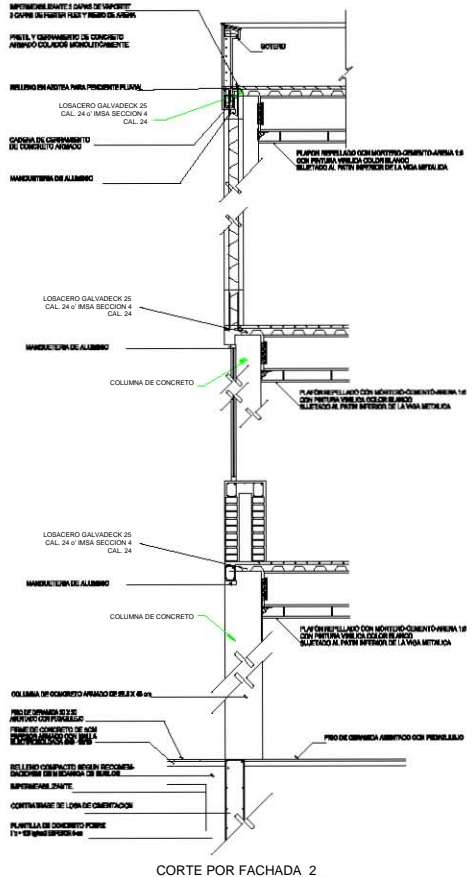 IMPERMEABILIZANTE 3 CAPAS DE VAPORTITE
2 CAPAS DE FESTER FLEX Y RIEGO DE ARENA
PRETIL Y CERRAMIENTO DE CONCRETO
ARMADO COLADOS MONOLITICAMENTE
GOTERO
RELLENO EN AZOTEA PARA PENDIENTE PLUVIAL
LOSACERO GALVADECK 25
CAL. 24 o' IMSA SECCION 4
CAL. 24
CADENA DE CERRAMIENTO
DE CONCRETO ARMADO
PLAFON REPELLADO CON MORTERO-CEMENTO-ARENA 1:5
CON PINTURA VINILICA COLOR BLANCO
SUJETADO AL PATIN INFERIOR DE LA VIGA METALICA
MANGUETERIA DE ALUMINIO
LOSACERO GALVADECK 25
CAL. 24 o' IMSA SECCION 4
CAL. 24
MANGUETERIA DE ALUMINIO
COLUMNA DE CONCRETO
PLAFON REPELLADO CON MORTERO-CEMENTO-ARENA 1:5
CON PINTURA VINILICA COLOR BLANCO
SUJETADO AL PATIN INFERIOR DE LA VIGA METALICA
LOSACERO GALVADECK 25
CAL. 24 o' IMSA SECCION 4
CAL. 24
MANGUETERIA DE ALUMINIO
COLUMNA DE CONCRETO
PLAFON REPELLADO CON MORTERO-CEMENTO-ARENA 1:5
CON PINTURA VINILICA COLOR BLANCO
SUJETADO AL PATIN INFERIOR DE LA VIGA METALICA
COLUMNA DE CONCRETO ARMADO DE
PISO DE CERAMICA
ASENTADO CON PEGAZULEJO
FIRME DE CONCRETO DE
ESPESOR ARMADO CON MALLA
ELECTROSOLDADA
PISO DE CERAMICA ASENTADO CON PEGAZULEJO
RELLENO COMPACTO SEGUN RECOMEN-
DACIONES DE MECANICA DE SUELOS
IMPERMEABILIZANTE
CONTRATRABE DE LOSA DE CIMENTACION
PLANTILLA DE CONCRETO POBRE
CORTE POR FACHADA 2